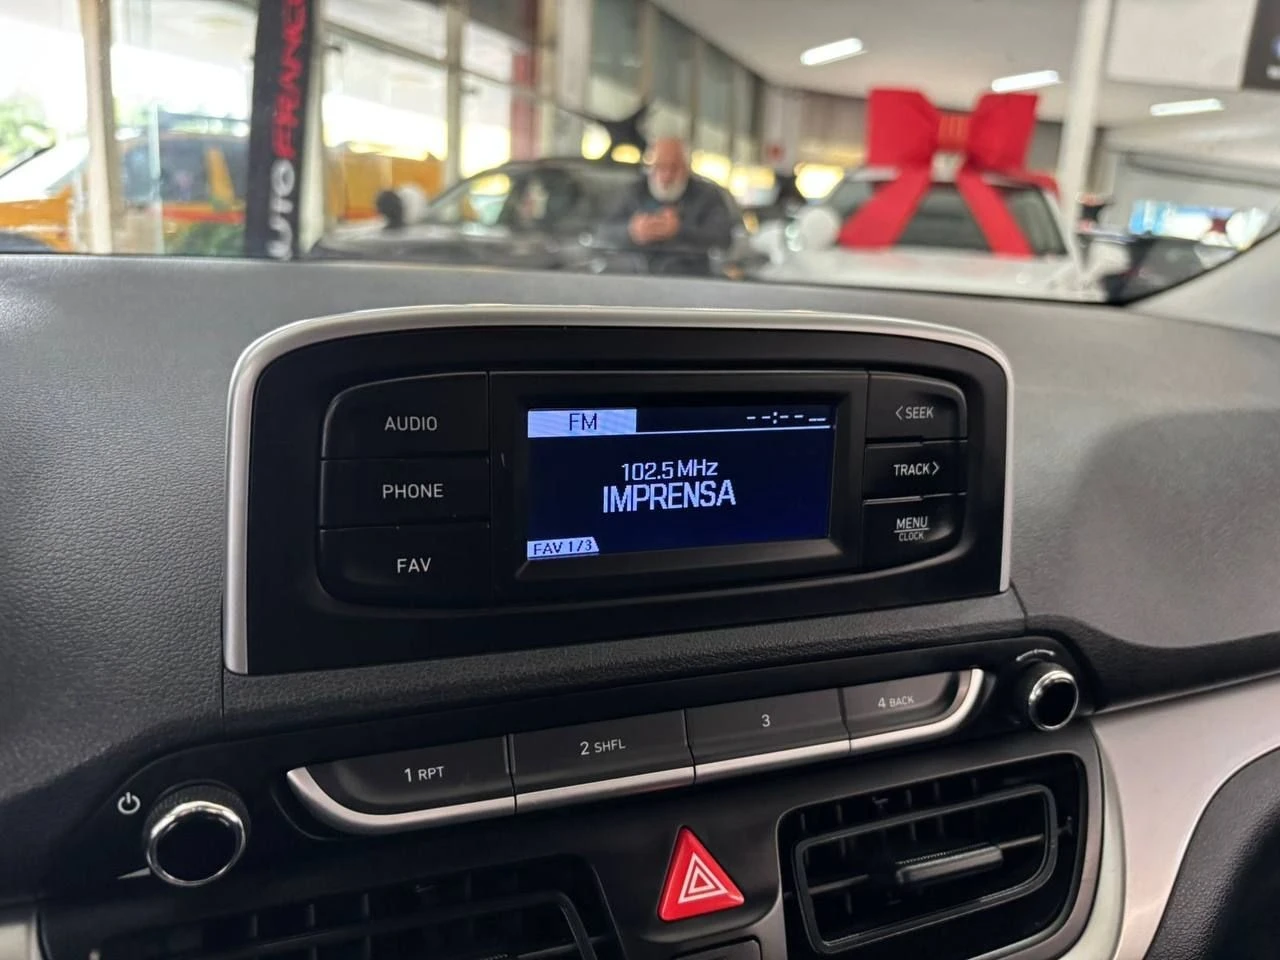 AUTOFRANCE
AUDIO
PHONE
FAV
FM
--:-- --
102.5 MHz
IMPRENSA
FAV 1/3
<SEEK
TRACK>
MENU
CLOCK
1 RPT
2 SHFL
3
4 BACK